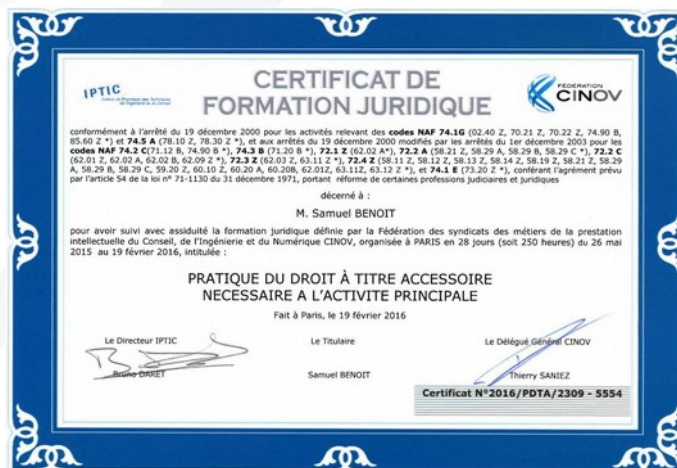 IPTIC
Institut de Promotion des Techniques
de l'Ingénierie et du Conseil
CERTIFICAT DE
FORMATION JURIDIQUE
FÉDÉRATION
CINOV
conformément à l'arrêté du 19 décembre 2000 pour les activités relevant des codes NAF 74.1G (02.40 Z, 70.21 Z, 70.22 Z, 74.90 B,
85.60 Z *) et 74.5 A (78.10 Z, 78.30 Z *), et aux arrêtés du 19 décembre 2000 modifiés par les arrêtés du 1er décembre 2003 pour les
codes NAF 74.2 C(71.12 B, 74.90 B *), 74.3 B (71.20 B *), 72.1 Z (62.02 A*), 72.2 A (58.21 Z, 58.29 A, 58.29 B, 58.29 C *), 72.2 C
(62.01 Z, 62.02 A, 62.02 B, 62.09 Z *), 72.3 Z (62.03 Z, 63.11 Z *), 72.4 Z (58.11 Z, 58.12 Z, 58.13 Z, 58.14 Z, 58.19 Z, 58.21 Z, 58.29
A, 58.29 B, 58.29 C, 59.20 Z, 60.10 Z, 60.20 A, 60.20B, 62.01Z, 63.11Z, 63.12 Z *), et 74.1 E (73.20 Z *), conférant l'agrément prévu
par l'article 54 de la loi n° 71-1130 du 31 décembre 1971, portant réforme de certaines professions judiciaires et juridiques
décerné à :
M. Samuel BENOIT
pour avoir suivi avec assiduité la formation juridique définie par la Fédération des syndicats des métiers de la prestation
intellectuelle du Conseil, de l'Ingénierie et du Numérique CINOV, organisée à PARIS en 28 jours (soit 250 heures) du 26 mai
2015 au 19 février 2016, intitulée :
PRATIQUE DU DROIT À TITRE ACCESSOIRE
NECESSAIRE A L'ACTIVITE PRINCIPALE
Fait à Paris, le 19 février 2016
Le Directeur IPTIC
Le Titulaire
Le Délégué Général CINOV
Bruno DARET
Samuel BENOIT
Thierry SANIEZ
Certificat N°2016/PDTA/2309 - 5554